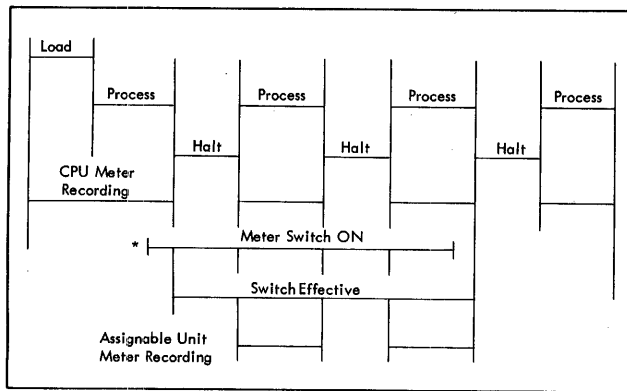 Load
Process
Process
Process
Process
Halt
Halt
Halt
CPU Meter
Recording
* Meter Switch ON
Switch Effective
Assignable Unit
Meter Recording